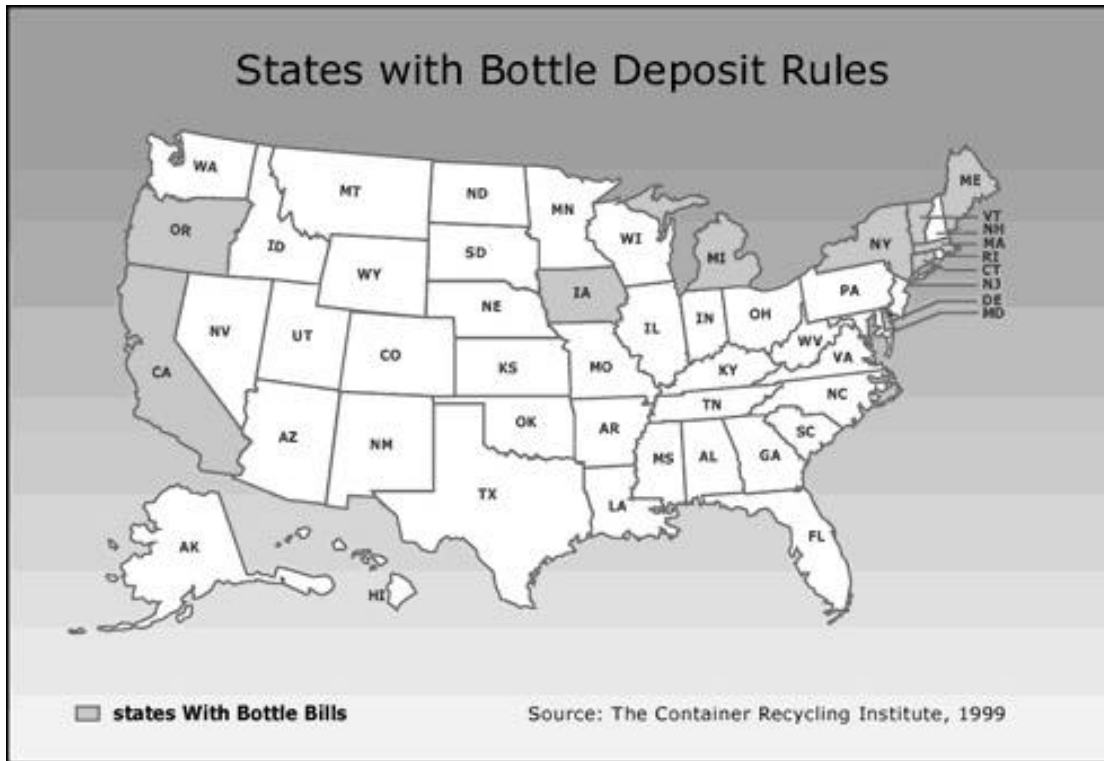 States with Bottle Deposit Rules
WA
MT
ND
MN
ME
OR
ID
WY
SD
WI
MI
NY
VT
NH
MA
RI
CT
NJ
DE
MD
NV
UT
CO
NE
IA
IL
IN
OH
PA
CA
KS
MO
KY
WV
VA
AZ
NM
OK
AR
TN
NC
SC
TX
LA
MS
AL
GA
FL
AK
HI
states With Bottle Bills
Source: The Container Recycling Institute, 1999